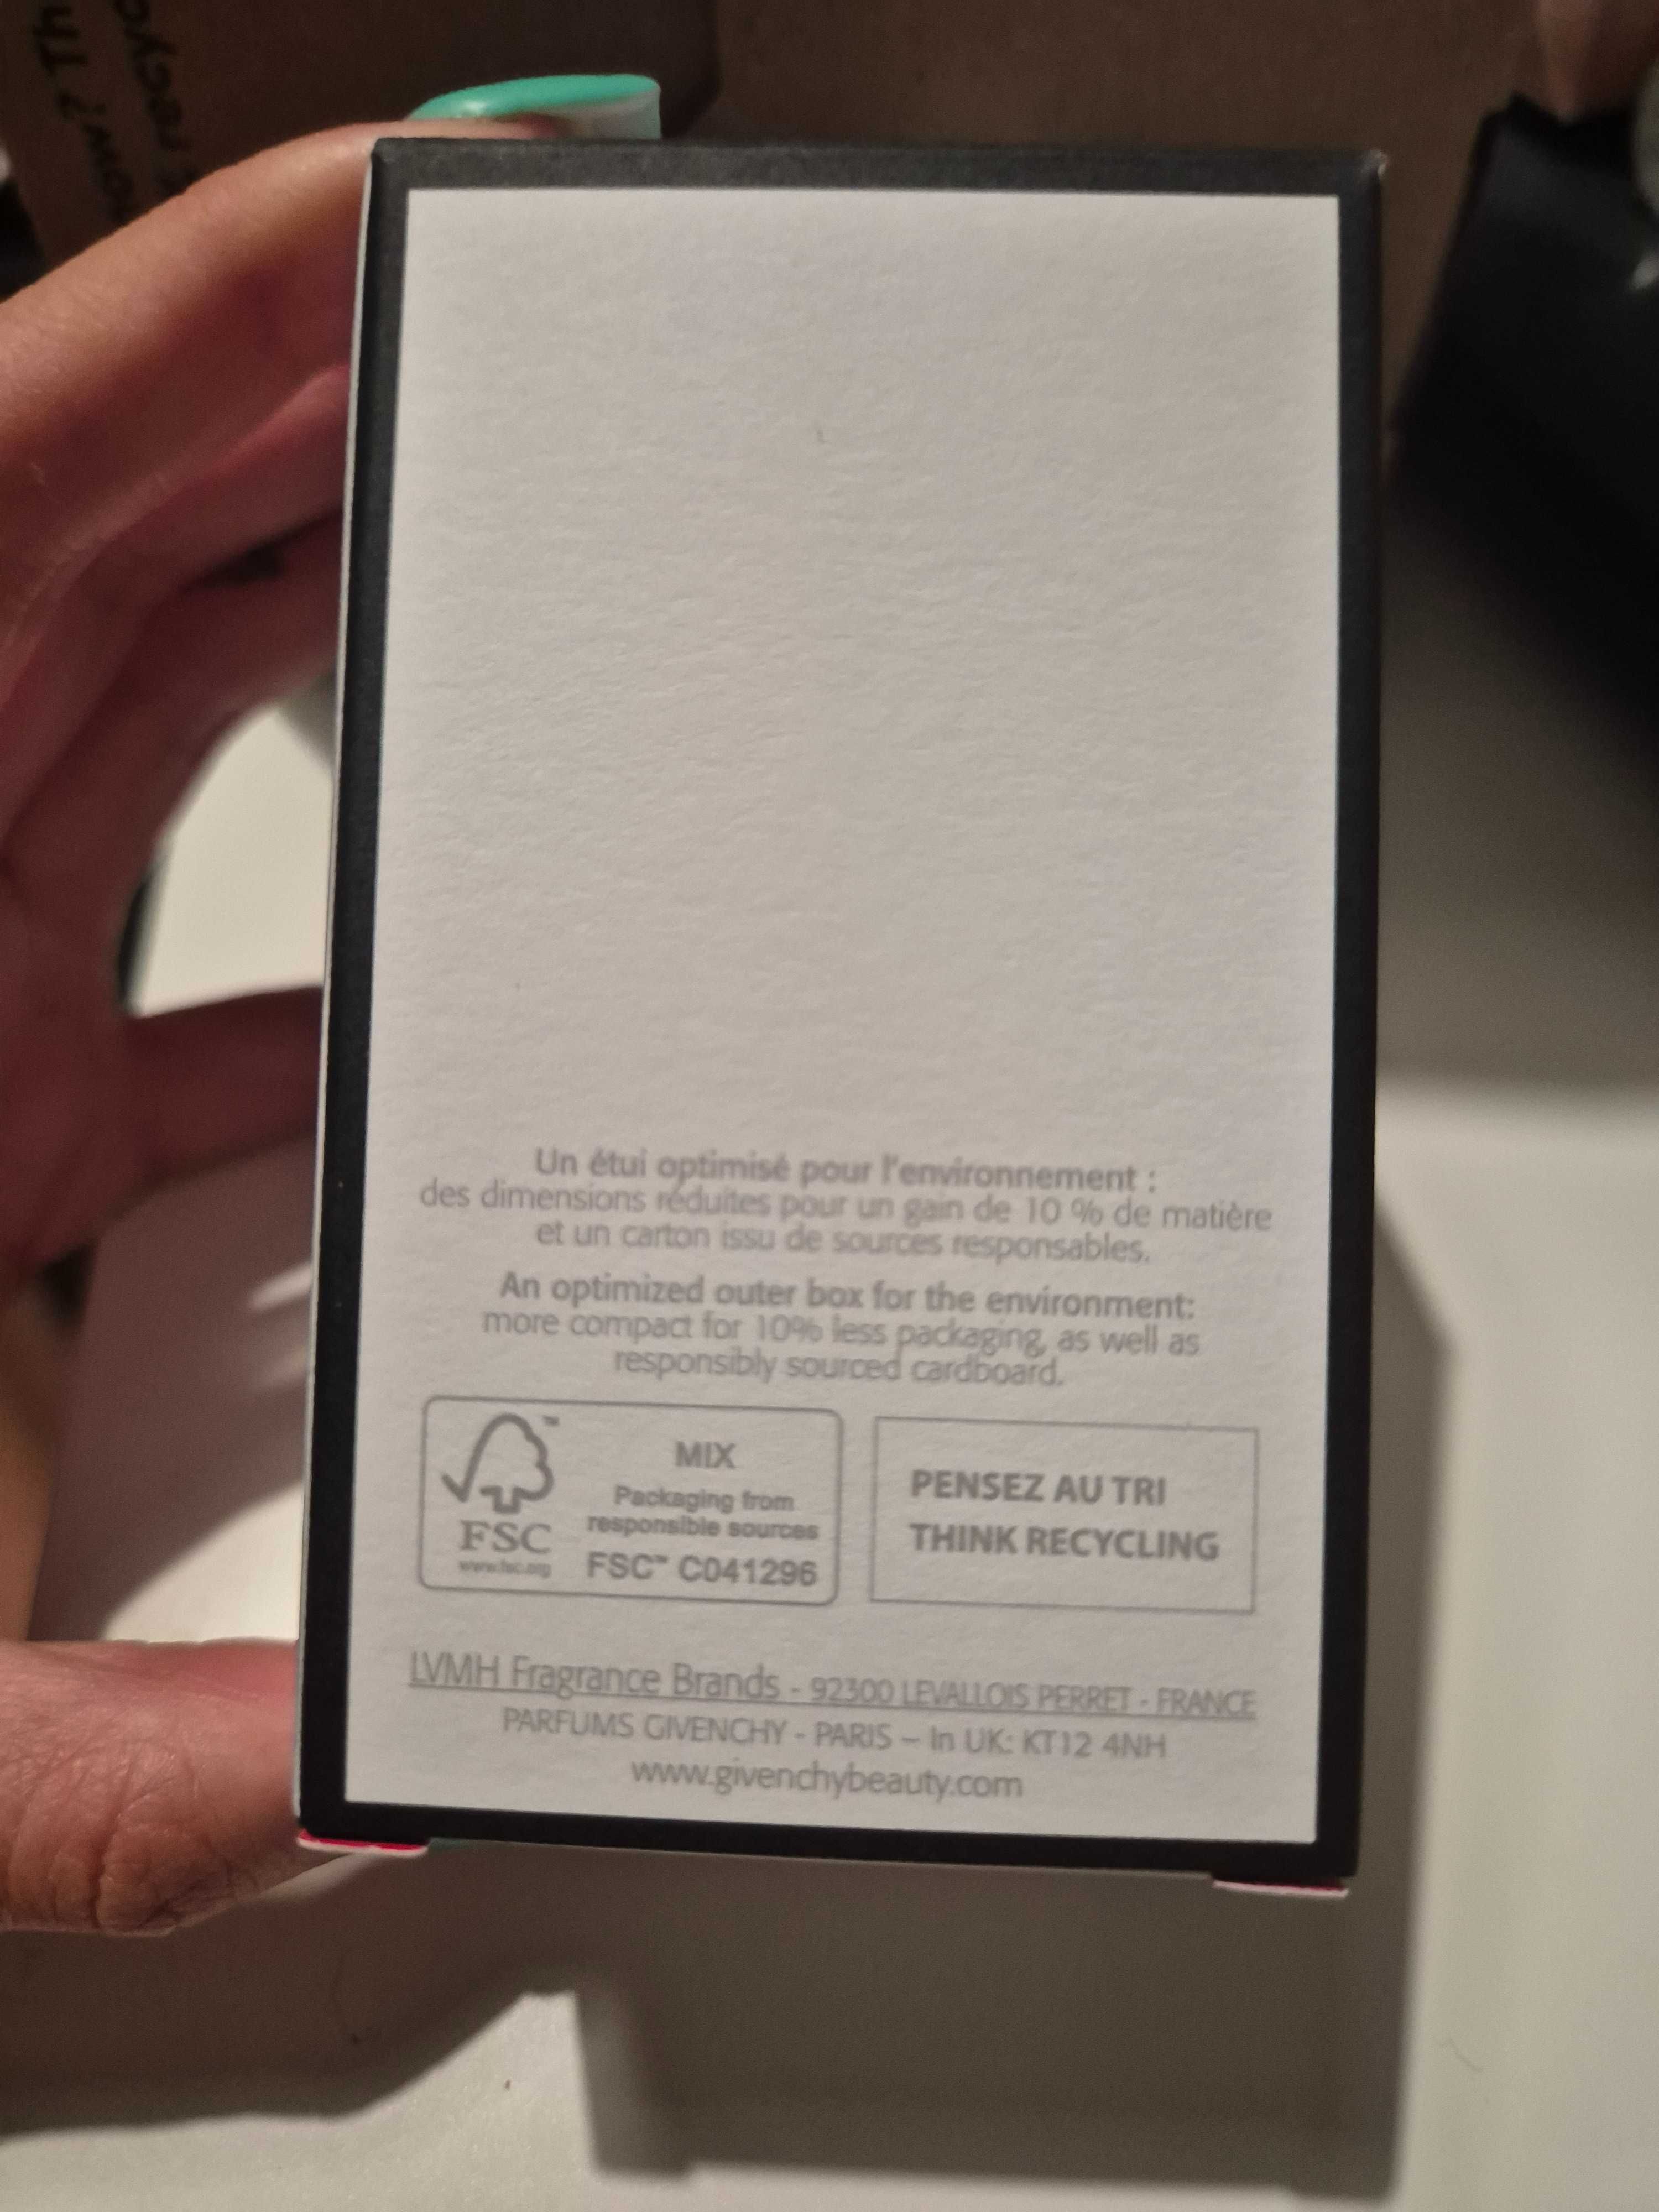 Un étui optimisé pour l'environnement :
des dimensions réduites pour un gain de 10 % de matière
et un carton issu de sources responsables.
An optimized outer box for the environment:
more compact for 10% less packaging, as well as
responsibly sourced cardboard.
™
FSC
www.fsc.org
MIX
Packaging from
responsible sources
FSC™ C041296
PENSEZ AU TRI
THINK RECYCLING
LVMH Fragrance Brands - 92300 LEVALLOIS PERRET - FRANCE
PARFUMS GIVENCHY - PARIS – In UK: KT12 4NH
www.givenchybeauty.com